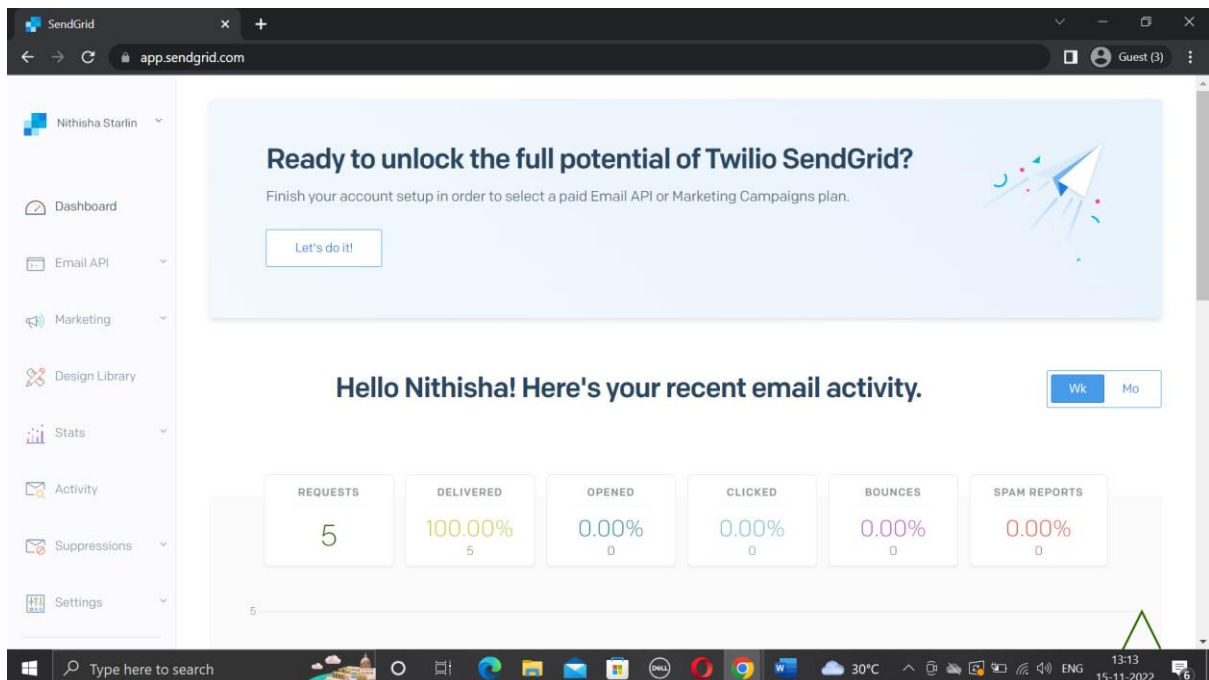 SendGrid
app.sendgrid.com
Guest (3)
Nithisha Starlin
Ready to unlock the full potential of Twilio SendGrid?
Finish your account setup in order to select a paid Email API or Marketing Campaigns plan.
Let's do it!
Dashboard
Email API
Marketing
Design Library
Stats
Activity
Suppressions
Settings
Hello Nithisha! Here's your recent email activity.
Wk Mo
REQUESTS DELIVERED OPENED CLICKED BOUNCES SPAM REPORTS
5 100.00% 0.00% 0.00% 0.00% 0.00%
5 0 0 0 0
5
Type here to search
DELL
W
30°C
ENG
13:13
15-11-2022
6